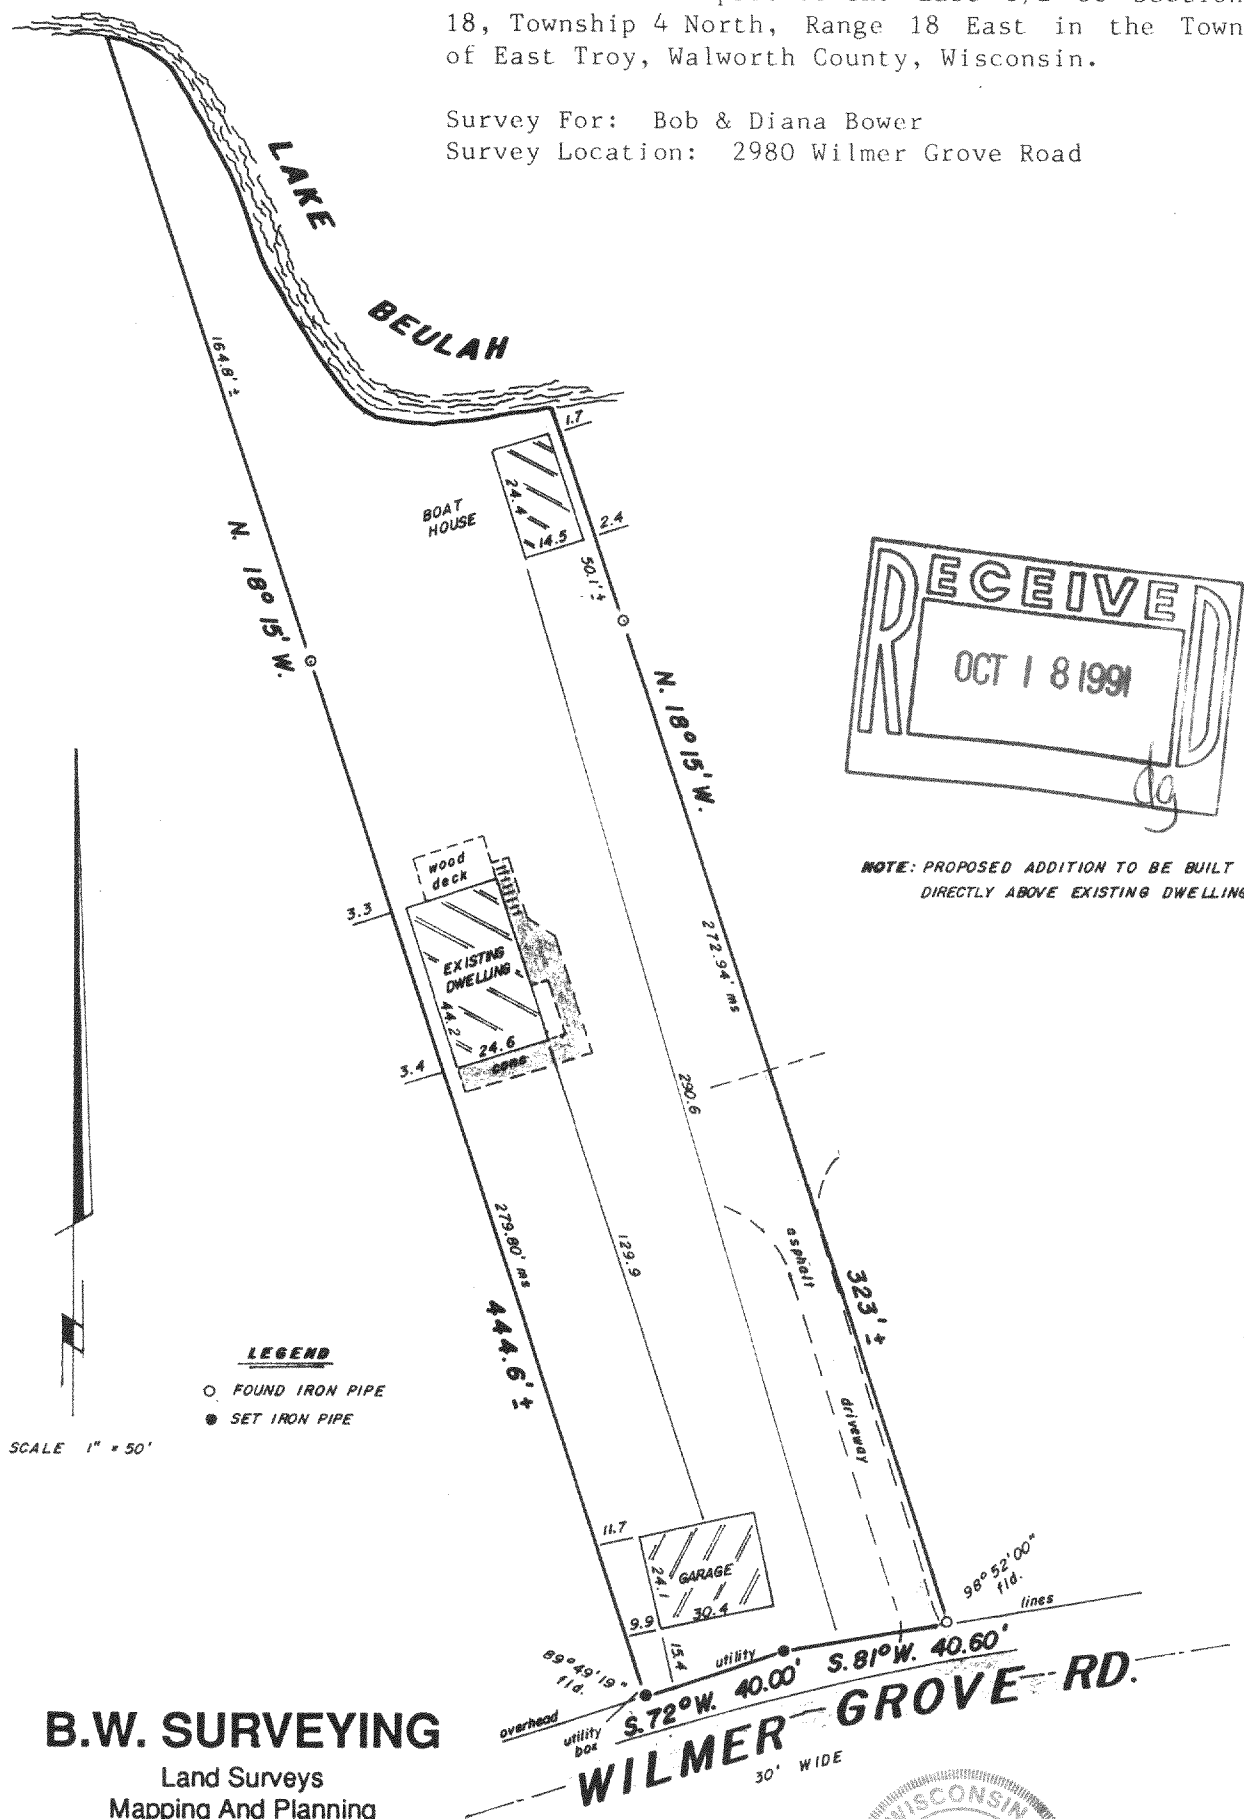 18, Township 4 North, Range 18 East in the Town
of East Troy, Walworth County, Wisconsin.
Survey For: Bob & Diana Bower
Survey Location: 2980 Wilmer Grove Road
LAKE
BEULAH
164.8' ±
1.7
BOAT
HOUSE
24.4
14.5
2.4
50.1' ±
N. 18° 15' W.
N. 18° 15' W.
RECEIVED
OCT 18 1991
dg
NOTE: PROPOSED ADDITION TO BE BUILT
DIRECTLY ABOVE EXISTING DWELLING
wood
deck
3.3
EXISTING
DWELLING
44.2
24.6
conc
3.4
272.94' ms
290.6
279.80' ms
129.9
asphalt
driveway
323' ±
444.6' ±
LEGEND
○ FOUND IRON PIPE
● SET IRON PIPE
SCALE 1" = 50'
11.7
24.1
GARAGE
30.4
9.9
15.4
98° 52' 00"
fld.
89° 49' 19"
fld.
overhead
utility
lines
utility
box
S. 72° W. 40.00'
S. 81° W. 40.60'
WILMER GROVE RD.
30' WIDE
B.W. SURVEYING
Land Surveys
Mapping And Planning
WISCONSIN